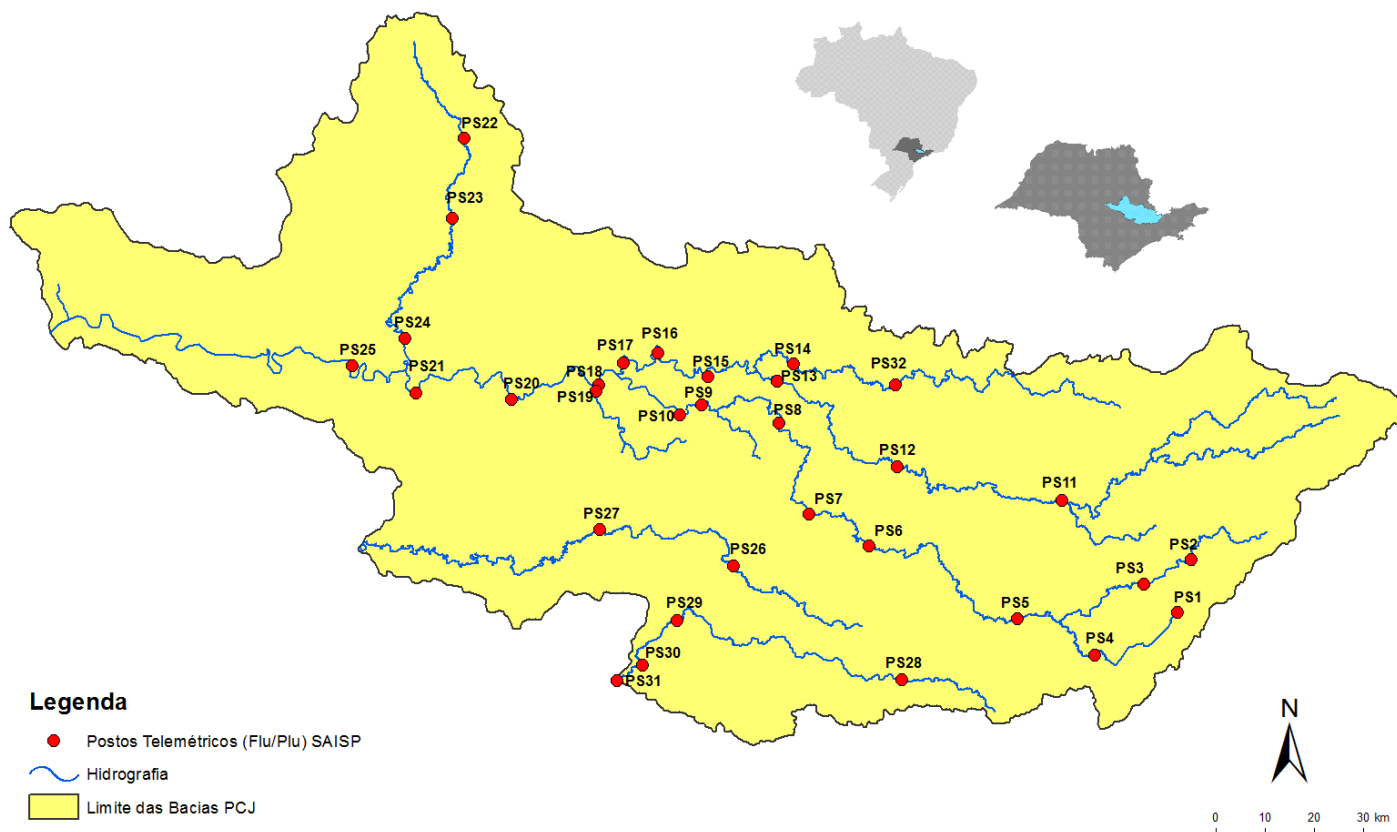 PS22
PS23
PS24
PS25
PS21
PS20
PS18
PS19
PS17
PS16
PS15
PS14
PS13
PS32
PS9
PS10
PS8
PS12
PS11
PS7
PS6
PS2
PS3
PS1
PS5
PS4
PS27
PS26
PS29
PS30
PS31
PS28
Legenda
Postos Telemétricos (Flu/Plu) SAISP
Hidrografia
Limite das Bacias PCJ
N
0 10 20 30 km